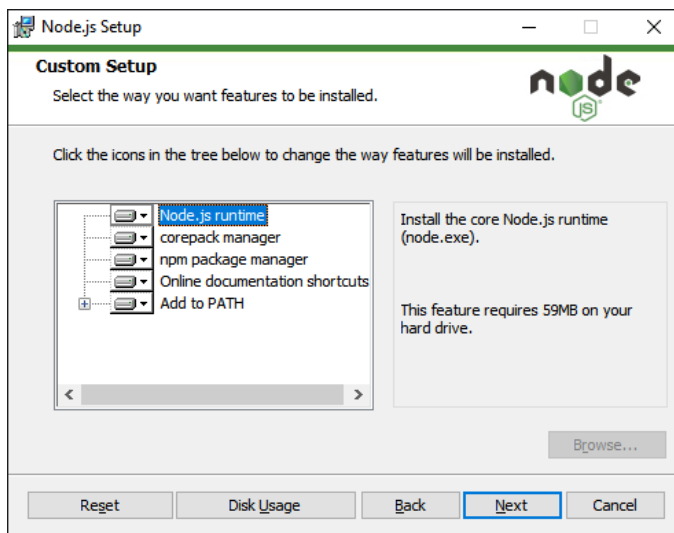 Node.js Setup
Custom Setup
Select the way you want features to be installed.
node
JS
Click the icons in the tree below to change the way features will be installed.
Node.js runtime
corepack manager
npm package manager
Online documentation shortcuts
Add to PATH
Install the core Node.js runtime
(node.exe).
This feature requires 59MB on your
hard drive.
Browse...
Reset
Disk Usage
Back
Next
Cancel